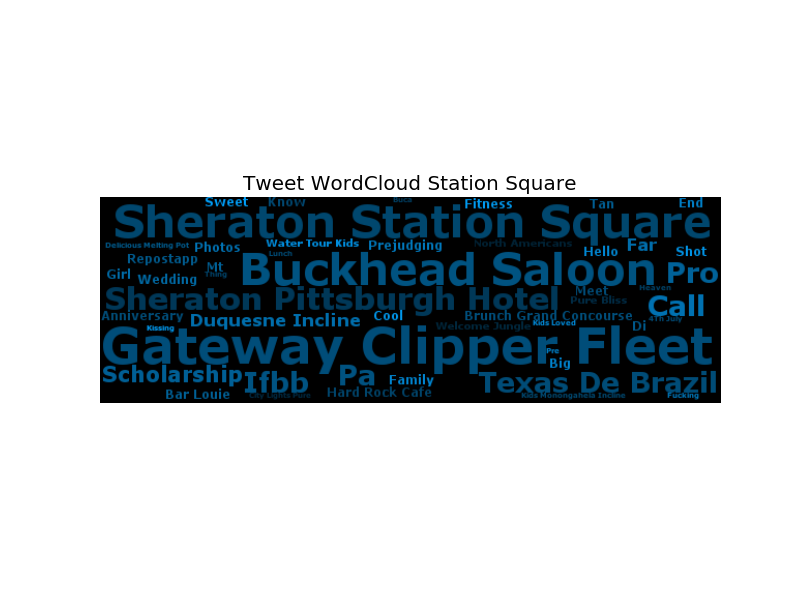 Tweet WordCloud Station Square
Sweet Know Buca Fitness Tan End
Sheraton Station Square
Delicious Melting Pot Photos Water Tour Kids Prejudging North Americans Hello Far Shot
Lunch
Repostapp Buckhead Saloon Pro
Girl Wedding Mt Thing
Sheraton Pittsburgh Hotel Meet Heaven
Pure Bliss Call
Anniversary Duquesne Incline Cool Brunch Grand Concourse 4TH July
Kissing Welcome Jungle Kids Loved Di
Gateway Clipper Fleet
Pre
Scholarship Ifbb Pa Family Big
Texas De Brazil
Bar Louie City Lights Pure Hard Rock Cafe Kids Monongahela Incline Fucking